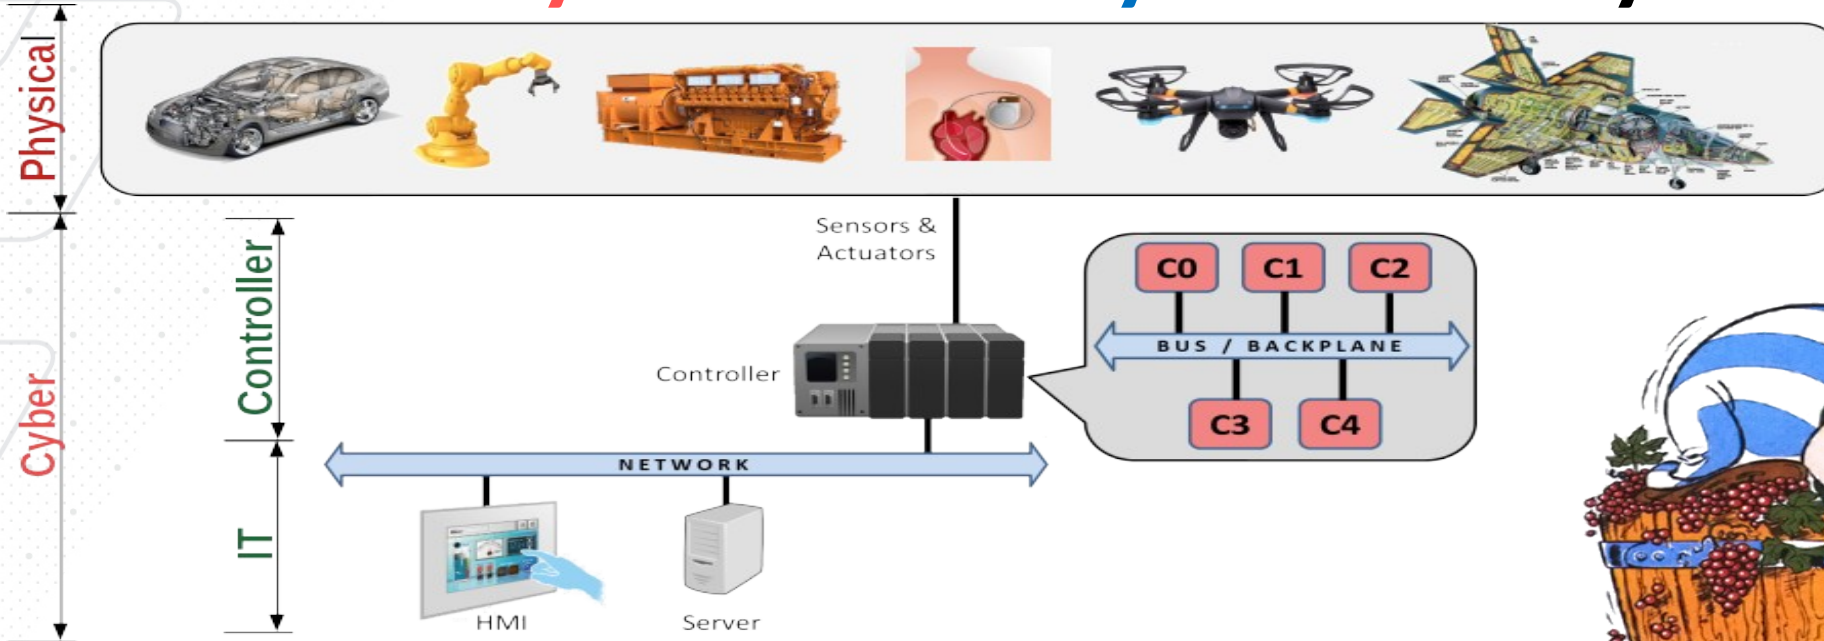 Physical
Sensors &
Actuators
Controller
C0 C1 C2
BUS / BACKPLANE
C3 C4
Controller
Cyber
NETWORK
IT
HMI
Server